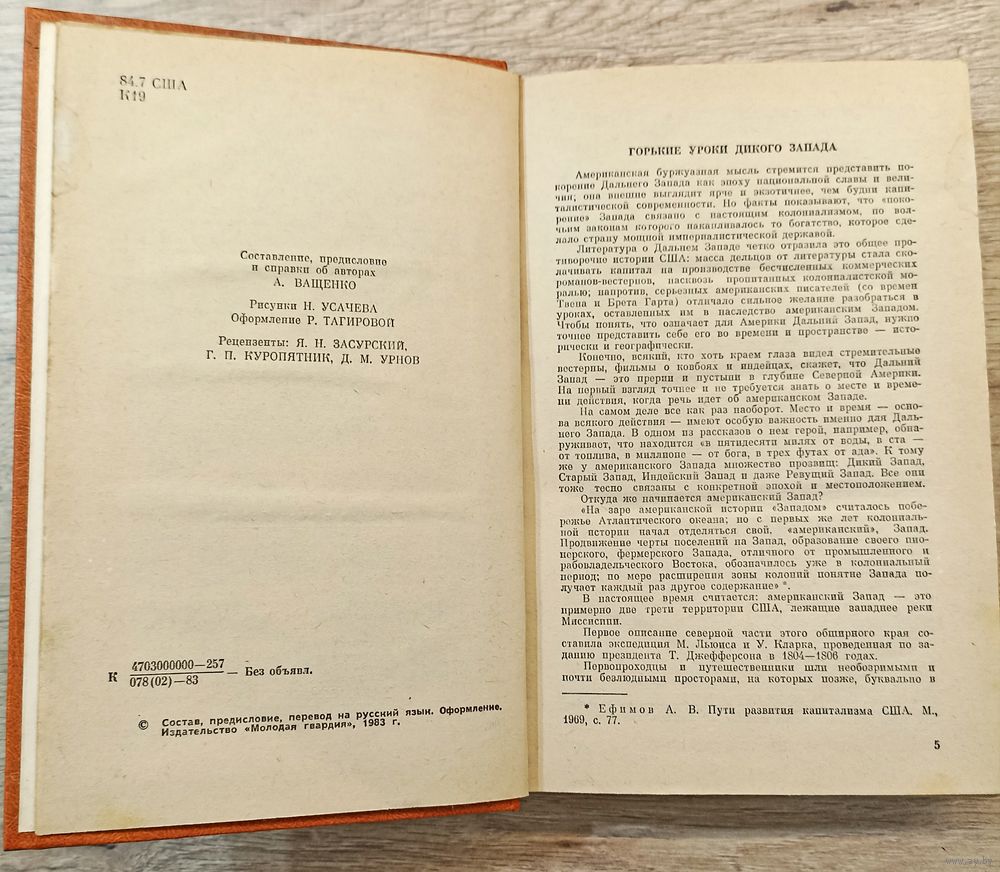 84.7 США
К19
Составление, предисловие
и справки об авторах
А. ВАЩЕНКО
Рисунки Н. УСАЧЕВА
Оформление Р. ТАГИРОВОЙ
Рецензенты: Я. Н. ЗАСУРСКИЙ,
Г. П. КУРОПЯТНИК, Д. М. УРНОВ
К 4703000000—257
078(02)—83 — Без объявл.
© Состав, предисловие, перевод на русский язык. Оформление.
Издательство «Молодая гвардия», 1983 г.
ГОРЬКИЕ УРОКИ ДИКОГО ЗАПАДА
Американская буржуазная мысль стремится представить по-
корение Дальнего Запада как эпоху национальной славы и вели-
чия; она внешне выглядит ярче и экзотичнее, чем будни капи-
талистической современности. Но факты показывают, что «поко-
рение» Запада связано с настоящим колониализмом, по вол-
чьим законам которого накапливалось то богатство, которое сде-
лало страну мощной империалистической державой.
Литература о Дальнем Западе четко отразила это общее про-
тиворечие истории США: масса дельцов от литературы стала ско-
лачивать капитал на производстве бесчисленных коммерческих
романов-вестернов, насквозь пропитанных колониалистской мо-
ралью; напротив, серьезных американских писателей (со времен
Твена и Брета Гарта) отличало сильное желание разобраться в
уроках, оставленных им в наследство американским Западом.
Чтобы понять, что означает для Америки Дальний Запад, нужно
точнее представить себе его во времени и пространстве — исто-
рически и географически.
Конечно, всякий, кто хоть краем глаза видел стремительные
вестерны, фильмы о ковбоях и индейцах, скажет, что Дальний
Запад — это прерии и пустыни в глубине Северной Америки.
На первый взгляд точнее и не требуется знать о месте и време-
ни действия, когда речь идет об американском Западе.
На самом деле все как раз наоборот. Место и время — осно-
ва всякого действия — имеют особую важность именно для Даль-
него Запада. В одном из рассказов о нем герой, например, обна-
руживает, что находится «в пятидесяти милях от воды, в ста —
от топлива, в миллионе — от бога, в трех футах от ада». К тому
же у американского Запада множество прозвищ: Дикий Запад,
Старый Запад, Индейский Запад и даже Ревущий Запад. Все они
тоже тесно связаны с конкретной эпохой и местоположением.
Откуда же начинается американский Запад?
«На заре американской истории «Западом» считалось побе-
режье Атлантического океана; но с первых же лет колониаль-
ной истории начал отделяться свой, «американский», Запад.
Продвижение черты поселений на Запад, образование своего пио-
нерского, фермерского Запада, отличного от промышленного и
рабовладельческого Востока, обозначилось уже в колониальный
период; по мере расширения зоны колоний понятие Запада по-
лучает каждый раз другое содержание» *.
В настоящее время считается: американский Запад — это
примерно две трети территории США, лежащие западнее реки
Миссисипи.
Первое описание северной части этого обширного края со-
ставила экспедиция М. Льюиса и У. Кларка, проведенная по за-
данию президента Т. Джефферсона в 1804—1806 годах.
Первопроходцы и путешественники шли необозримыми и
почти безлюдными просторами, на которых позже, буквально в
* Ефимов А. В. Пути развития капитализма США. М.,
1969, с. 77.
5
www.ay.by